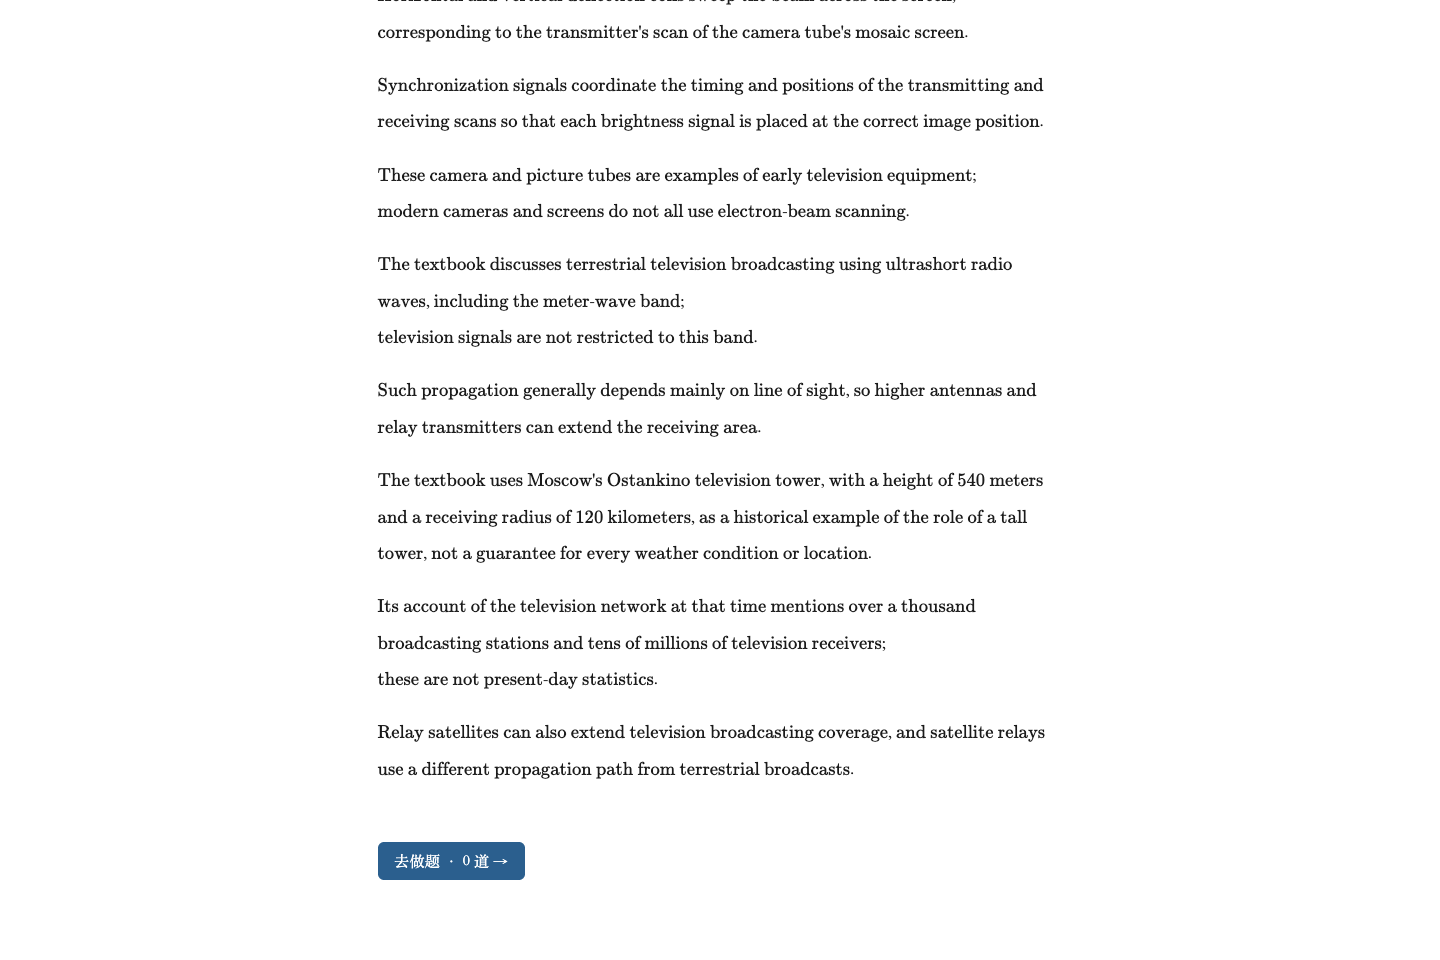 corresponding to the transmitter's scan of the camera tube's mosaic screen.
Synchronization signals coordinate the timing and positions of the transmitting and
receiving scans so that each brightness signal is placed at the correct image position.
These camera and picture tubes are examples of early television equipment;
modern cameras and screens do not all use electron-beam scanning.
The textbook discusses terrestrial television broadcasting using ultrashort radio
waves, including the meter-wave band;
television signals are not restricted to this band.
Such propagation generally depends mainly on line of sight, so higher antennas and
relay transmitters can extend the receiving area.
The textbook uses Moscow's Ostankino television tower, with a height of 540 meters
and a receiving radius of 120 kilometers, as a historical example of the role of a tall
tower, not a guarantee for every weather condition or location.
Its account of the television network at that time mentions over a thousand
broadcasting stations and tens of millions of television receivers;
these are not present-day statistics.
Relay satellites can also extend television broadcasting coverage, and satellite relays
use a different propagation path from terrestrial broadcasts.
去做题 · 0 道 →